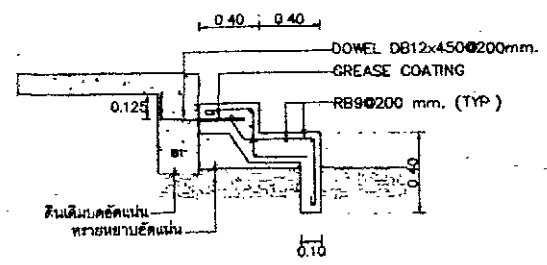 0.40 0.40
DOWEL DB12x450@200mm.
GREASE COATING
RB9@200 mm. (TYP)
0.125
B1
0.40
ดินเดิมบดอัดแน่น
ทรายหยาบอัดแน่น
0.10